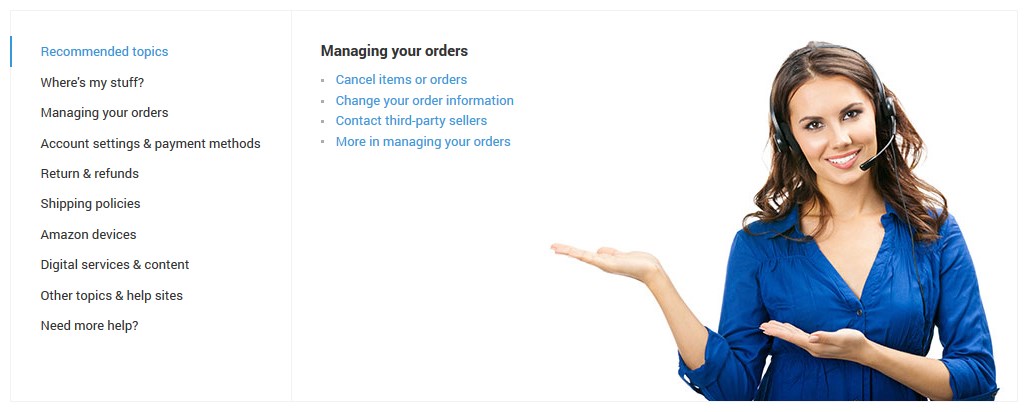 Recommended topics
Where's my stuff?
Managing your orders
Account settings & payment methods
Return & refunds
Shipping policies
Amazon devices
Digital services & content
Other topics & help sites
Need more help?
Managing your orders
Cancel items or orders
Change your order information
Contact third-party sellers
More in managing your orders